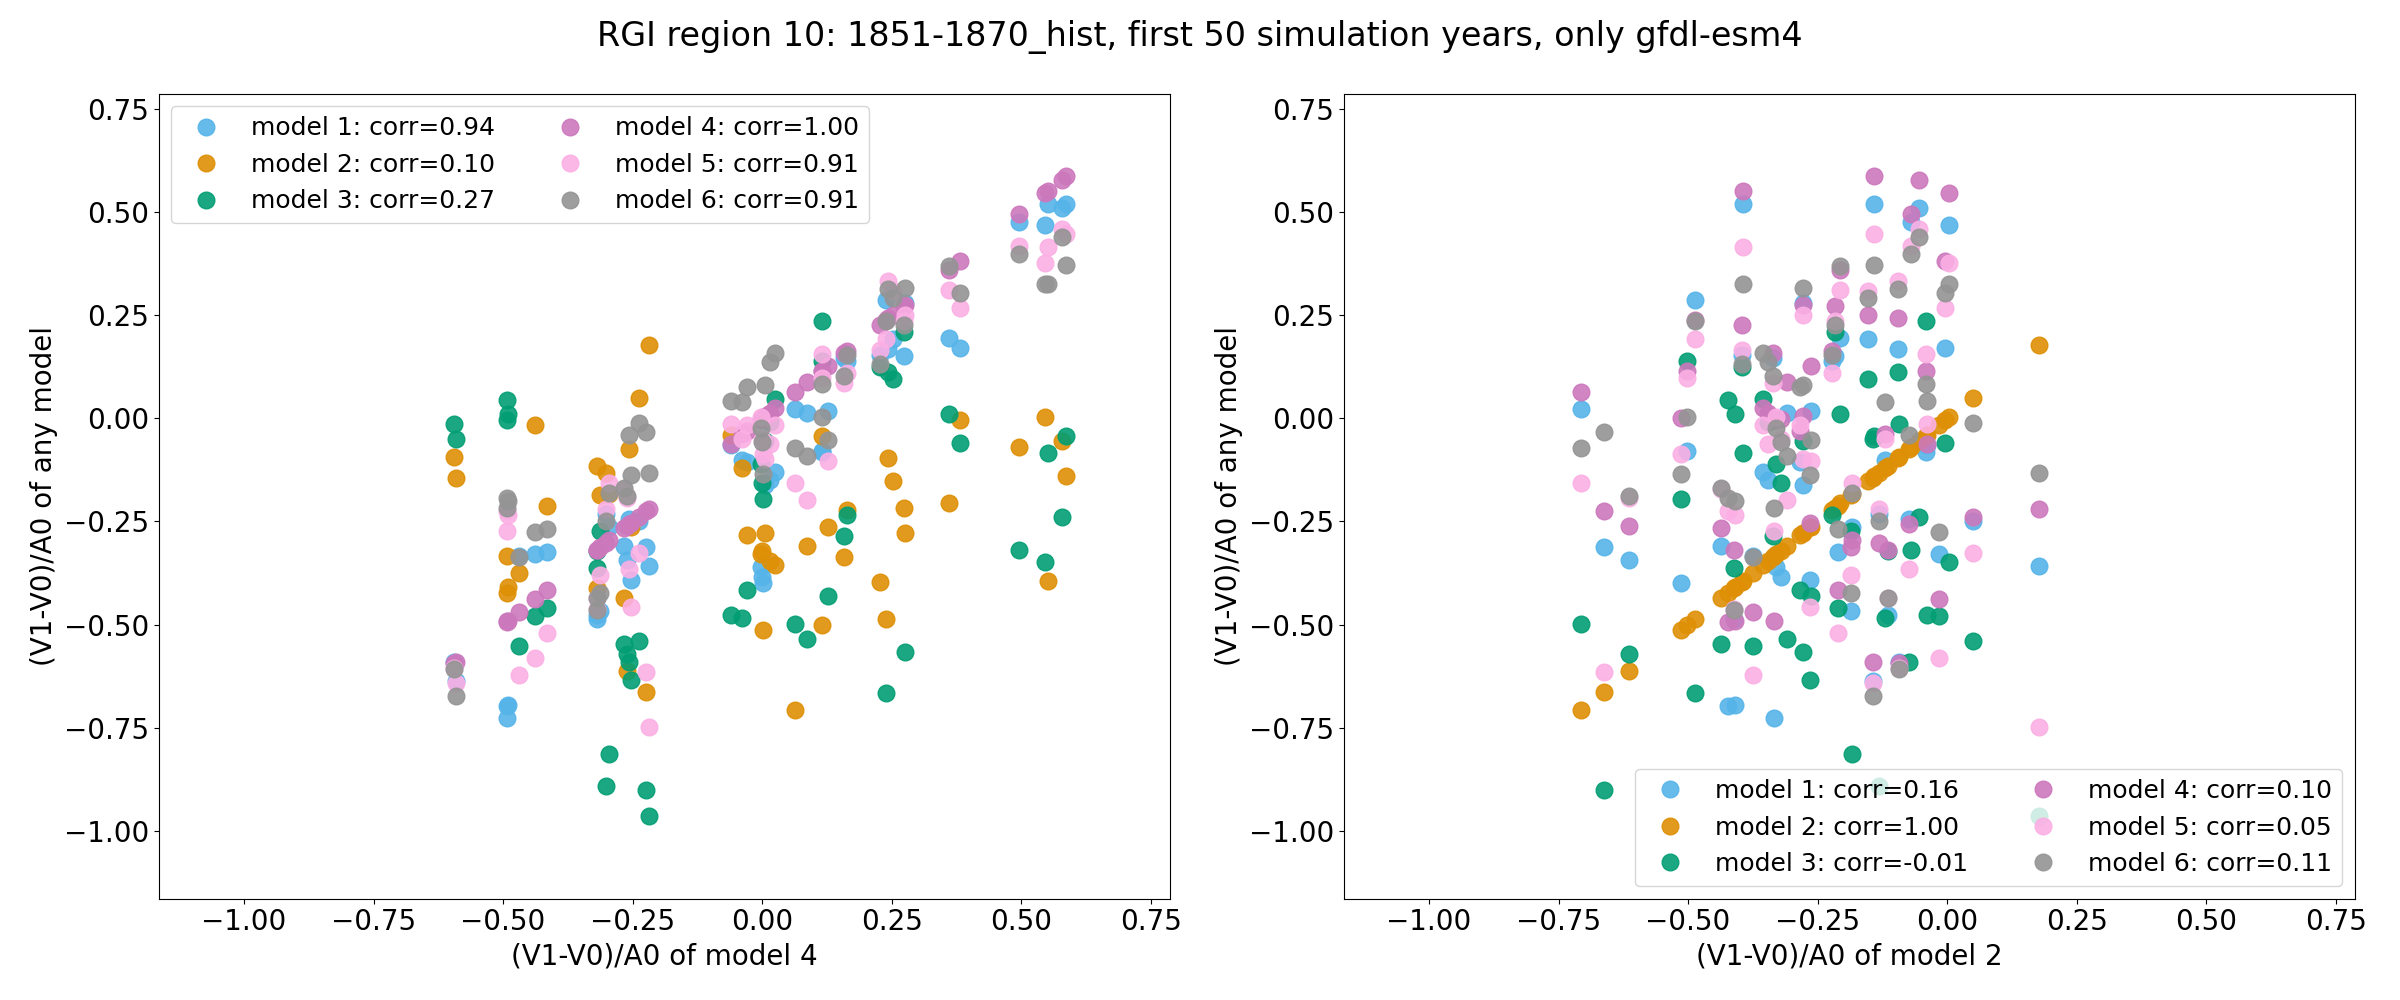 RGI region 10: 1851-1870_hist, first 50 simulation years, only gfdl-esm4
0.75
0.50
0.25
0.00
−0.25
−0.50
−0.75
−1.00
(V1-V0)/A0 of any model
model 1: corr=0.94
model 2: corr=0.10
model 3: corr=0.27
model 4: corr=1.00
model 5: corr=0.91
model 6: corr=0.91
−1.00 −0.75 −0.50 −0.25 0.00 0.25 0.50 0.75
(V1-V0)/A0 of model 4
0.75
0.50
0.25
0.00
−0.25
−0.50
−0.75
−1.00
(V1-V0)/A0 of any model
model 1: corr=0.16
model 2: corr=1.00
model 3: corr=-0.01
model 4: corr=0.10
model 5: corr=0.05
model 6: corr=0.11
−1.00 −0.75 −0.50 −0.25 0.00 0.25 0.50 0.75
(V1-V0)/A0 of model 2